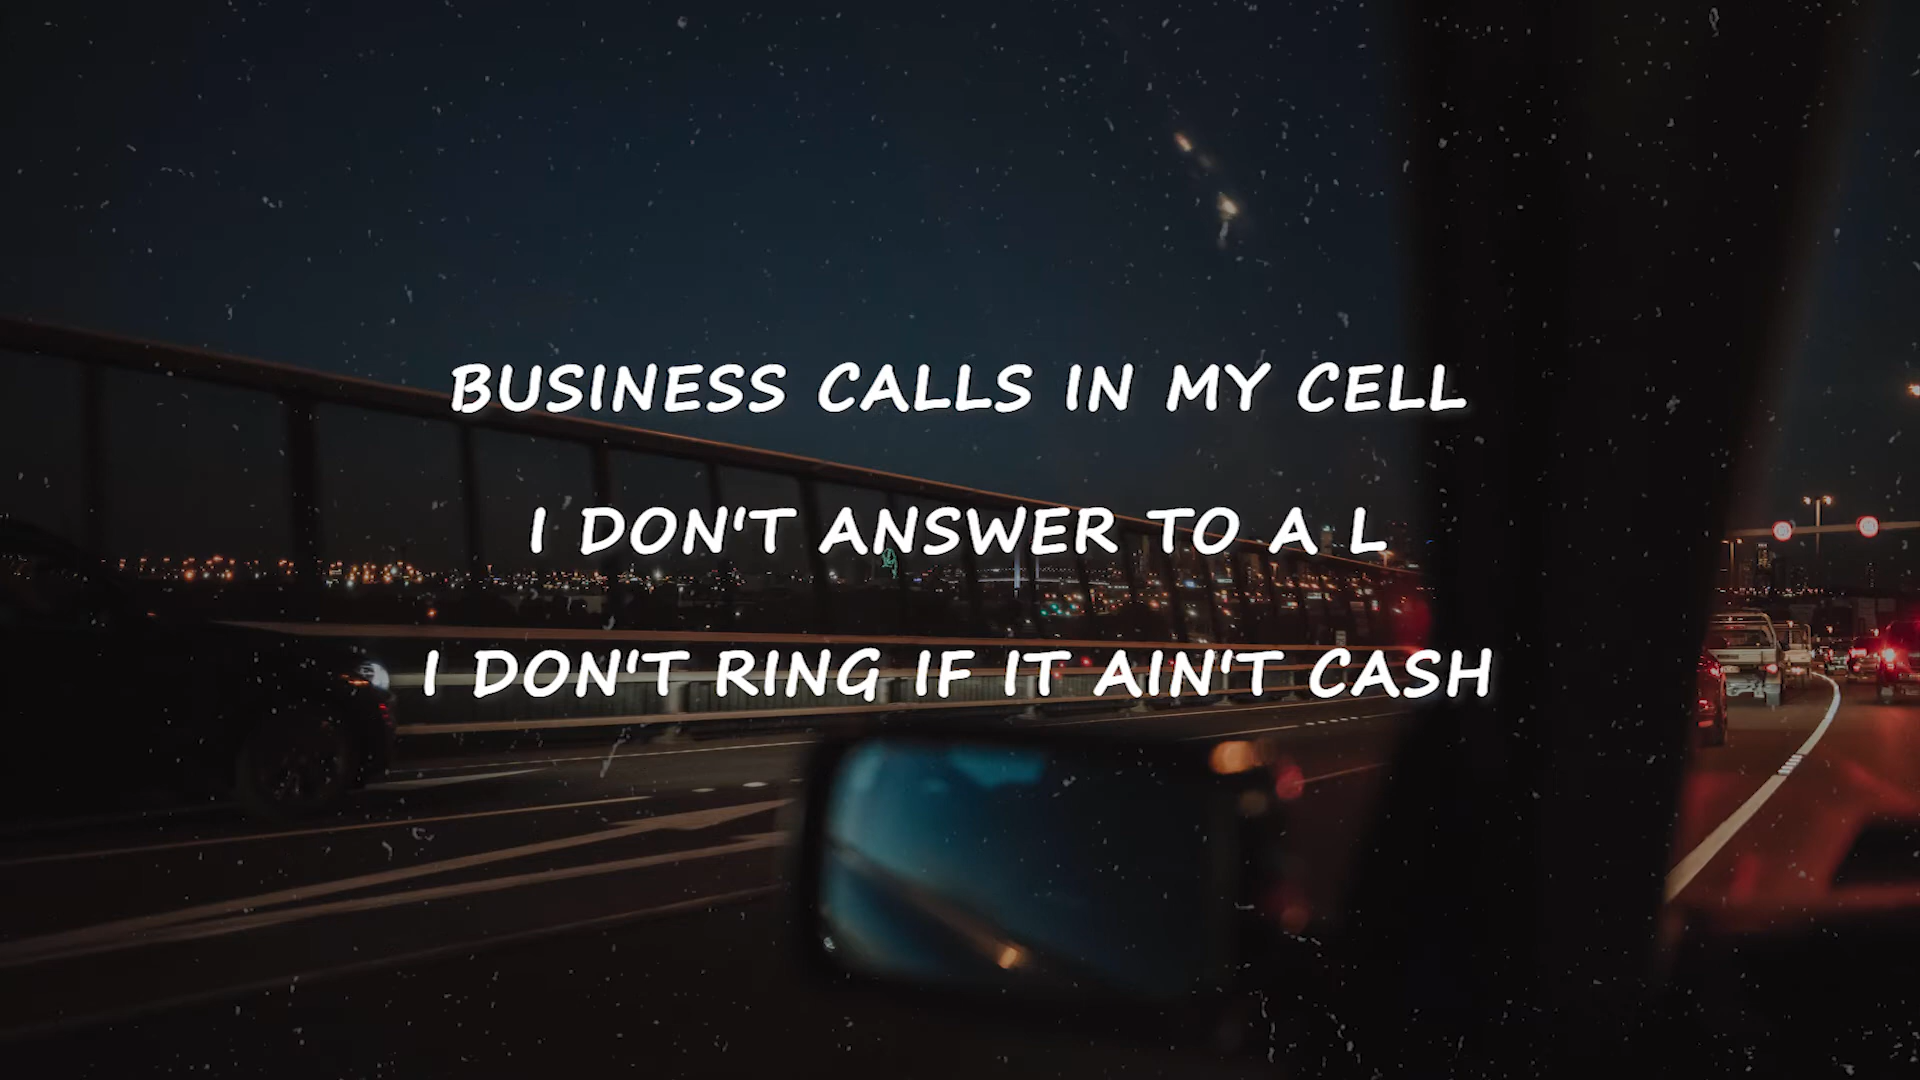 BUSINESS CALLS IN MY CELL
I DON'T ANSWER TO A L
I DON'T RING IF IT AIN'T CASH